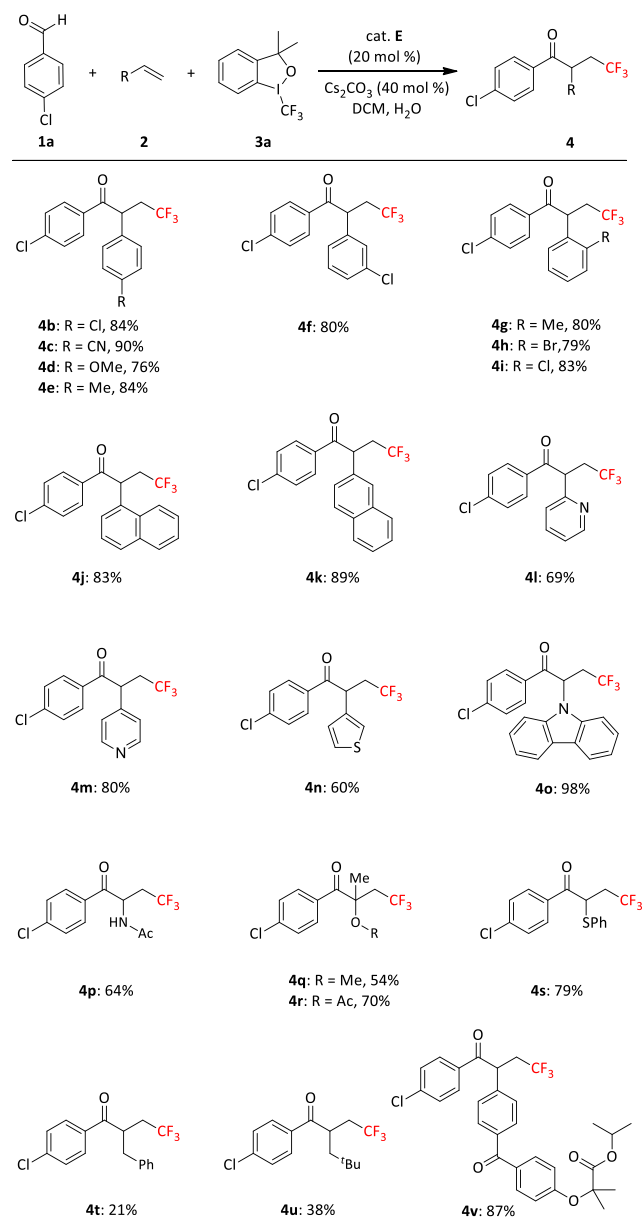 O H
Cl
1a
+
R
2
+
O
I
CF3
3a
cat. E
(20 mol %)
Cs2CO3 (40 mol %)
DCM, H2O
O
Cl
R
CF3
4
O
Cl
CF3
R
4b: R = Cl, 84%
4c: R = CN, 90%
4d: R = OMe, 76%
4e: R = Me, 84%
O
Cl
CF3
Cl
4f: 80%
O
Cl
CF3
R
4g: R = Me, 80%
4h: R = Br,79%
4i: R = Cl, 83%
O
Cl
CF3
4j: 83%
O
Cl
CF3
4k: 89%
O
Cl
CF3
N
4l: 69%
O
Cl
CF3
N
4m: 80%
O
Cl
CF3
S
4n: 60%
O
Cl
CF3
N
4o: 98%
O
Cl
CF3
HN
Ac
4p: 64%
O
Me
Cl
CF3
O
R
4q: R = Me, 54%
4r: R = Ac, 70%
O
Cl
CF3
SPh
4s: 79%
O
Cl
CF3
Ph
4t: 21%
O
Cl
CF3
tBu
4u: 38%
O
Cl
CF3
O
O
O
O
4v: 87%